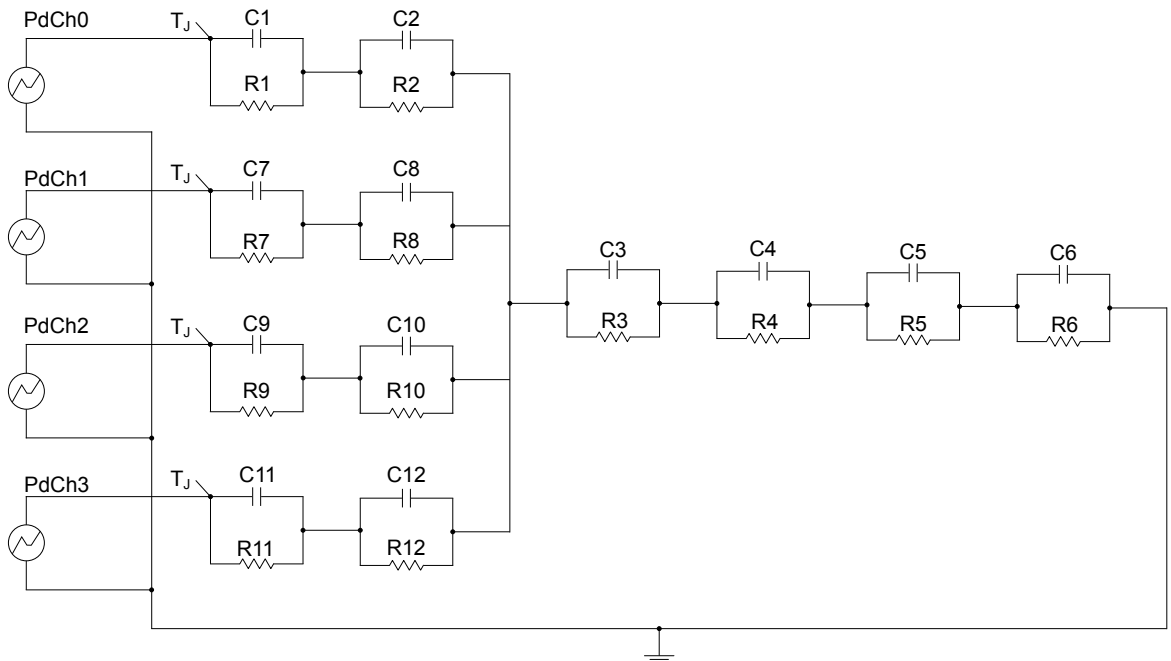 PdCh0
TJ
C1
C2
R1
R2
PdCh1
TJ
C7
C8
R7
R8
PdCh2
TJ
C9
C10
R9
R10
PdCh3
TJ
C11
C12
R11
R12
C3
C4
C5
C6
R3
R4
R5
R6